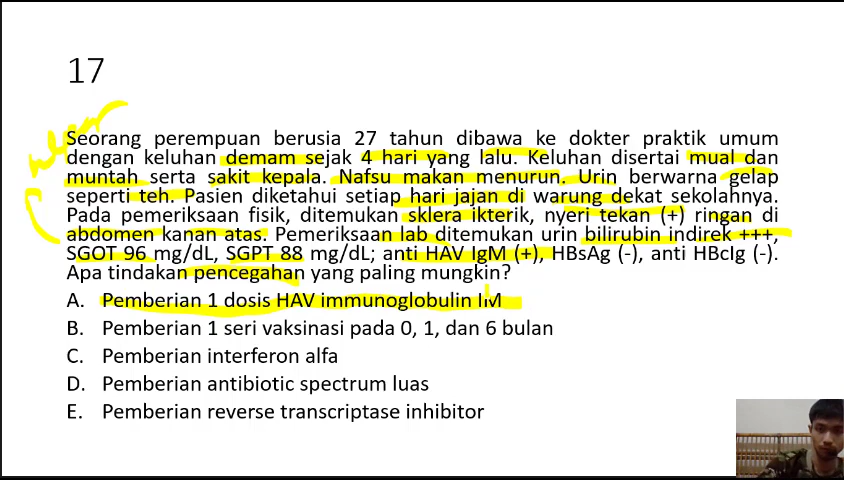 17
Seorang perempuan berusia 27 tahun dibawa ke dokter praktik umum
dengan keluhan demam sejak 4 hari yang lalu. Keluhan disertai mual dan
muntah serta sakit kepala. Nafsu makan menurun. Urin berwarna gelap
seperti teh. Pasien diketahui setiap hari jajan di warung dekat sekolahnya.
Pada pemeriksaan fisik, ditemukan sklera ikterik, nyeri tekan (+) ringan di
abdomen kanan atas. Pemeriksaan lab ditemukan urin bilirubin indirek +++,
SGOT 96 mg/dL, SGPT 88 mg/dL; anti HAV IgM (+), HBsAg (-), anti HBcIg (-).
Apa tindakan pencegahan yang paling mungkin?
A. Pemberian 1 dosis HAV immunoglobulin IM
B. Pemberian 1 seri vaksinasi pada 0, 1, dan 6 bulan
C. Pemberian interferon alfa
D. Pemberian antibiotic spectrum luas
E. Pemberian reverse transcriptase inhibitor